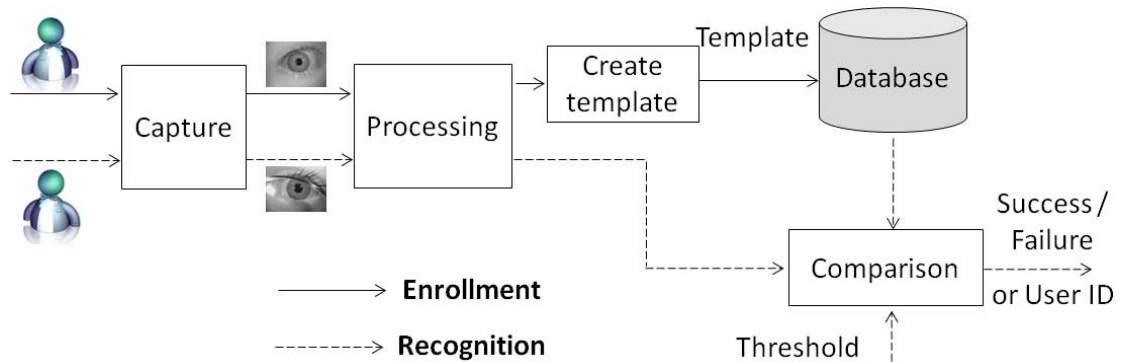 Template
Create
template
Database
Capture
Processing
Success /
Failure
or User ID
Comparison
Enrollment
Recognition
Threshold